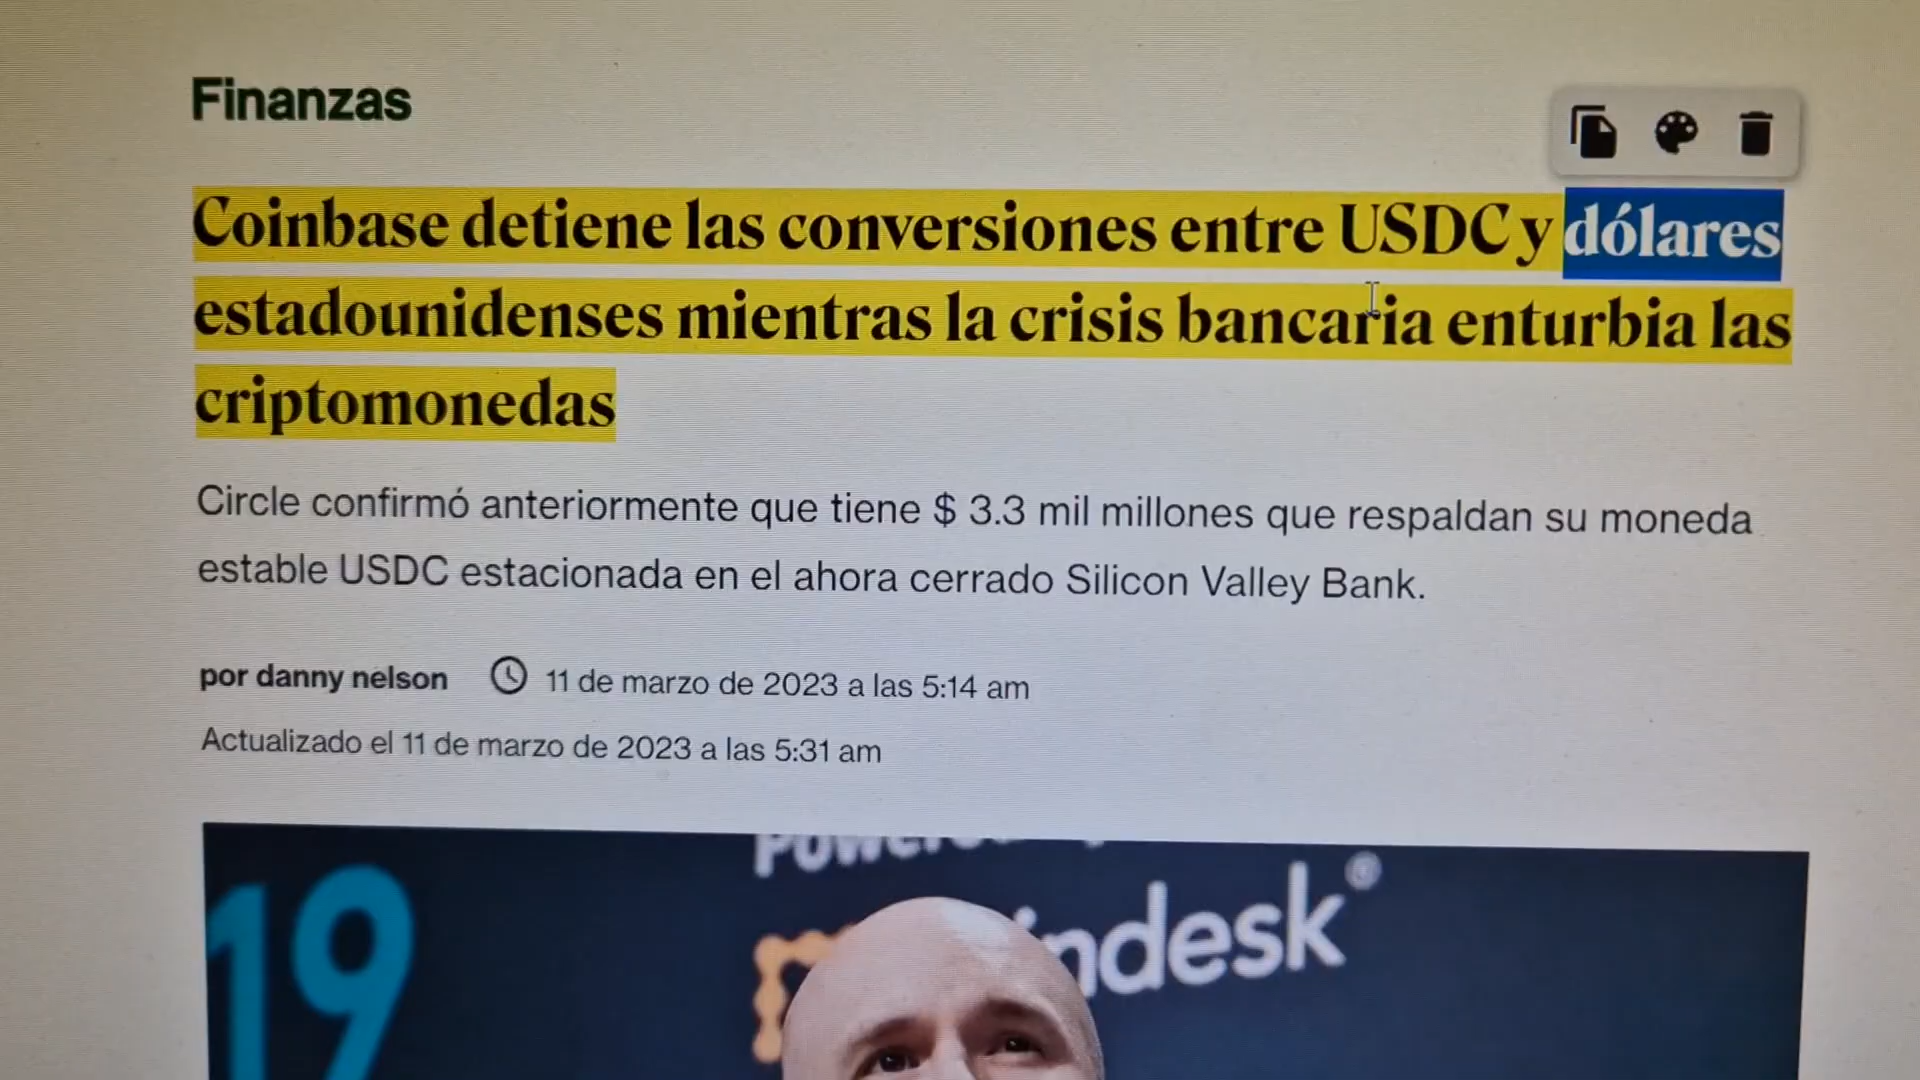 Finanzas
Coinbase detiene las conversiones entre USDC y dólares
estadounidenses mientras la crisis bancaria enturbia las
criptomonedas
Circle confirmó anteriormente que tiene $ 3.3 mil millones que respaldan su moneda
estable USDC estacionada en el ahora cerrado Silicon Valley Bank.
por danny nelson 11 de marzo de 2023 a las 5:14 am
Actualizado el 11 de marzo de 2023 a las 5:31 am
19
ndesk®